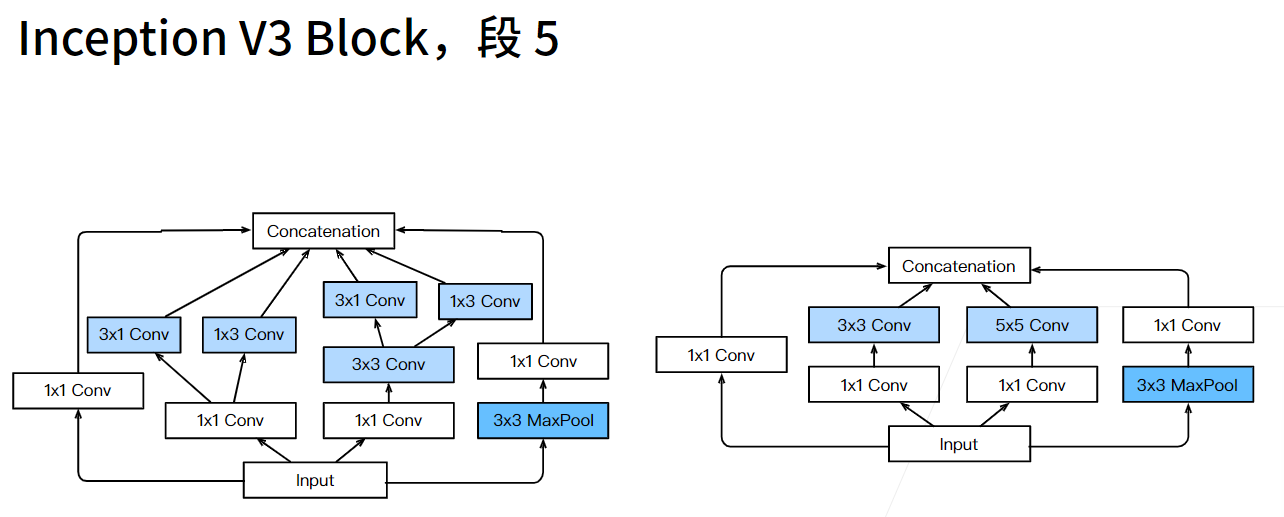 Inception V3 Block，段 5
Concatenation
3x1 Conv
1x3 Conv
3x1 Conv
1x3 Conv
3x3 Conv
1x1 Conv
1x1 Conv
1x1 Conv
1x1 Conv
3x3 MaxPool
Input
Concatenation
3x3 Conv
5x5 Conv
1x1 Conv
1x1 Conv
1x1 Conv
1x1 Conv
3x3 MaxPool
Input